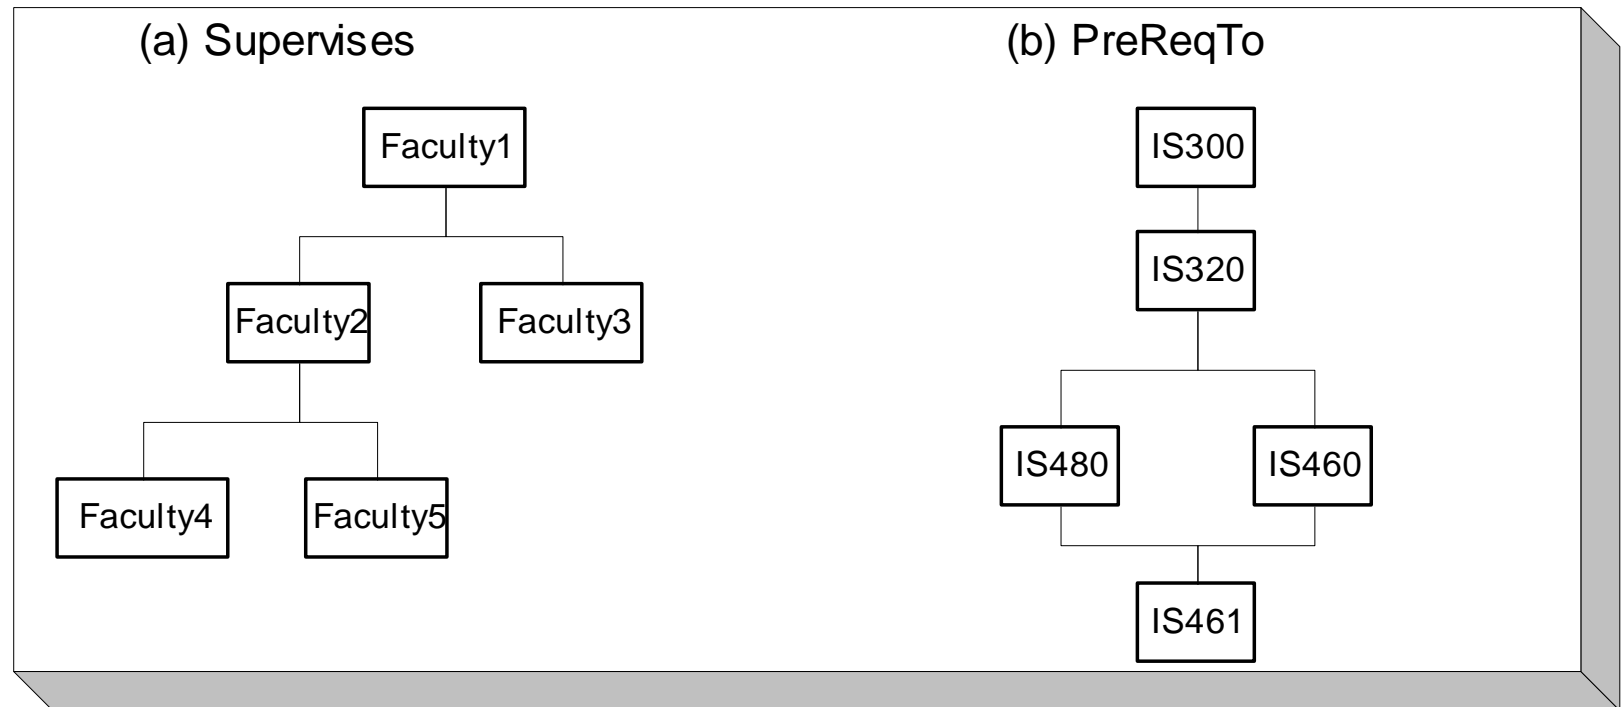 (a) Supervises
(b) PreReqTo
Faculty1
Faculty2
Faculty3
Faculty4
Faculty5
IS300
IS320
IS480
IS460
IS461